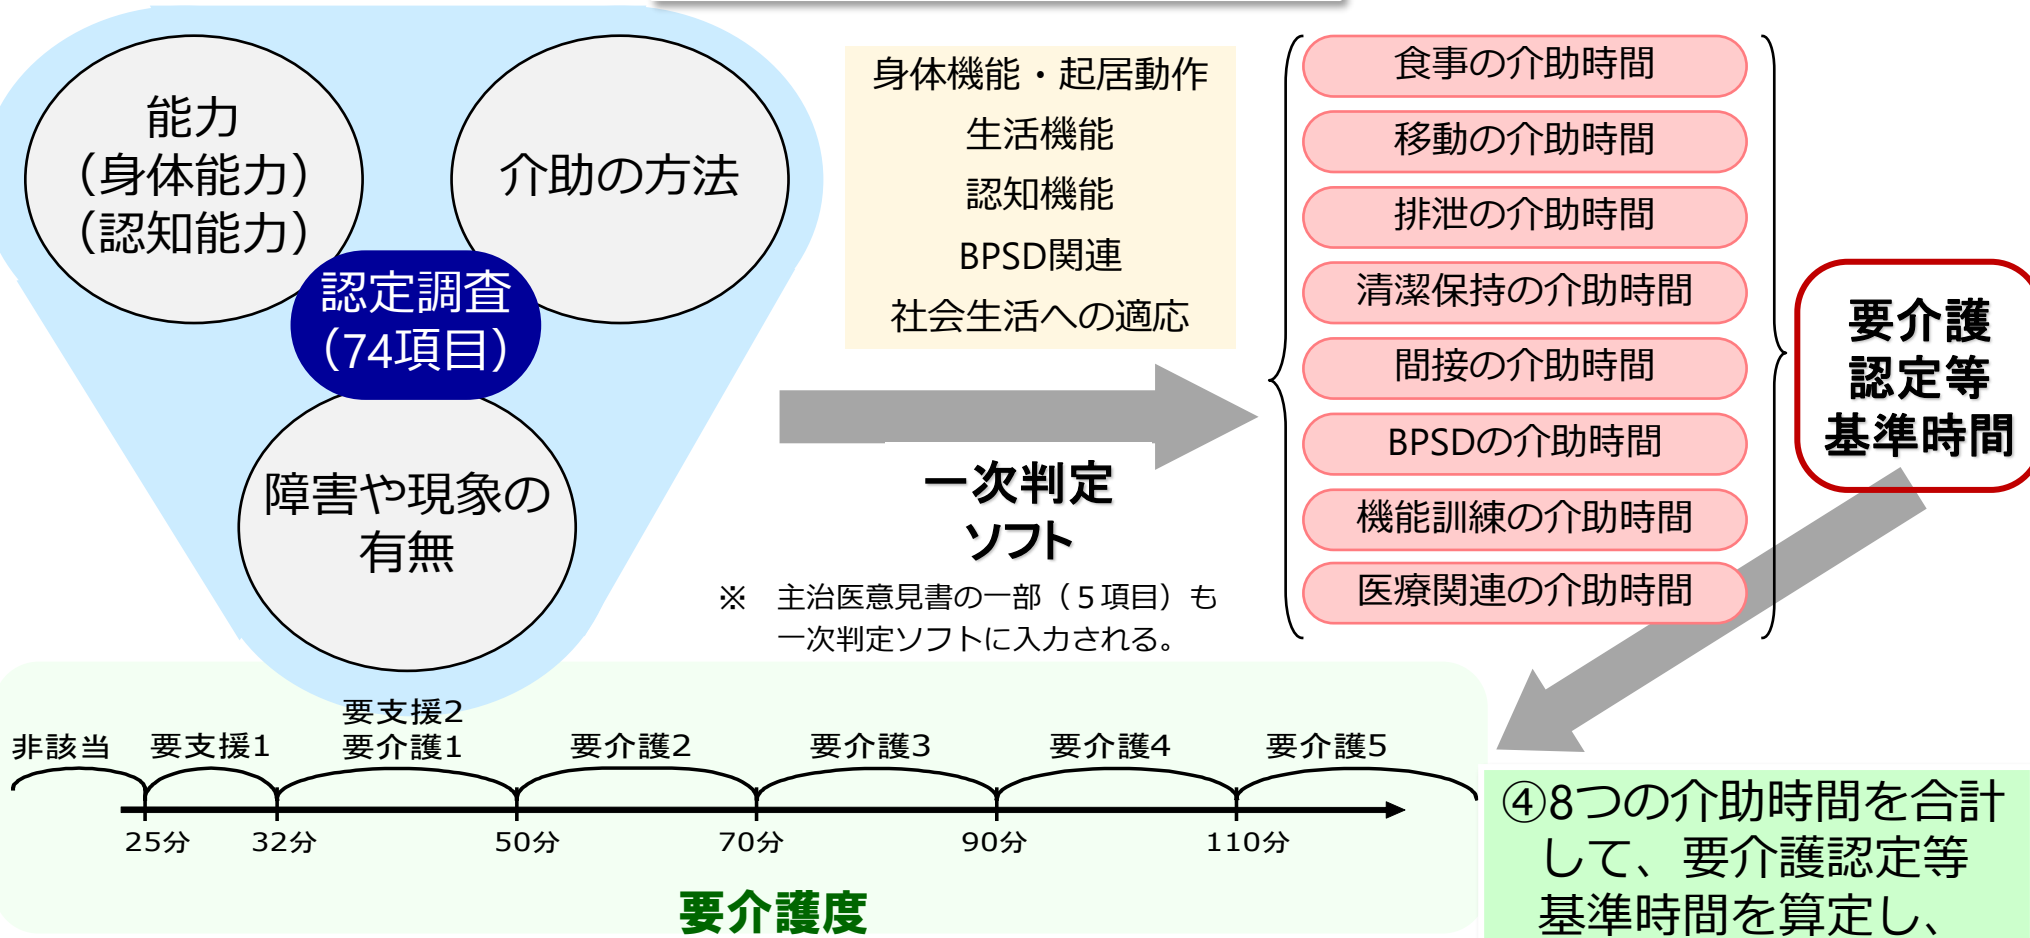 能力
（身体能力）
（認知能力）
介助の方法
認定調査
（74項目）
障害や現象の
有無
身体機能・起居動作
生活機能
認知機能
BPSD関連
社会生活への適応
一次判定
ソフト
※　主治医意見書の一部（５項目）も
一次判定ソフトに入力される。
食事の介助時間
移動の介助時間
排泄の介助時間
清潔保持の介助時間
間接の介助時間
BPSDの介助時間
機能訓練の介助時間
医療関連の介助時間
要介護
認定等
基準時間
非該当
要支援1
要支援2
要介護1
要介護2
要介護3
要介護4
要介護5
25分
32分
50分
70分
90分
110分
要介護度
④8つの介助時間を合計
して、要介護認定等
基準時間を算定し、